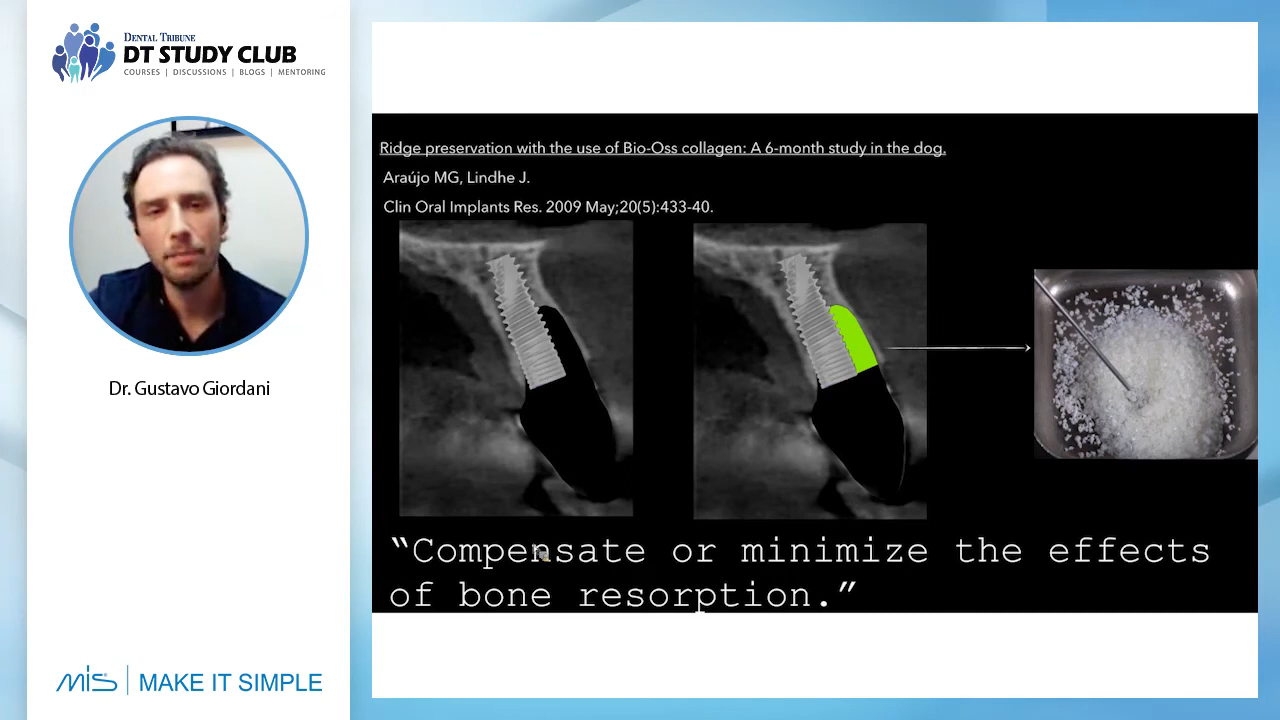 DENTAL TRIBUNE
DT STUDY CLUB
COURSES | DISCUSSIONS | BLOGS | MENTORING
Dr. Gustavo Giordani
mis® | MAKE IT SIMPLE
Ridge preservation with the use of Bio-Oss collagen: A 6-month study in the dog.
Araújo MG, Lindhe J.
Clin Oral Implants Res. 2009 May;20(5):433-40.
“Compensate or minimize the effects
of bone resorption.”